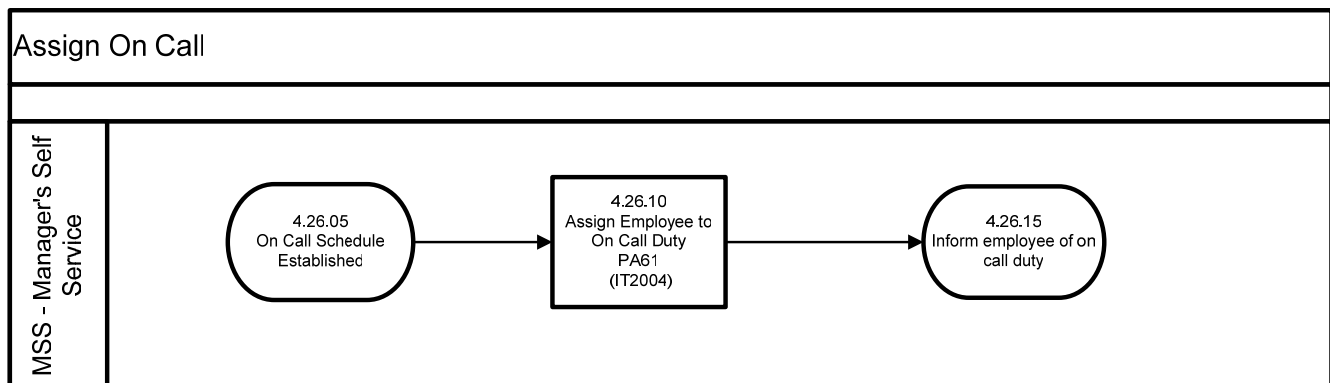 Assign On Call
MSS - Manager's Self
Service
4.26.05
On Call Schedule
Established
4.26.10
Assign Employee to
On Call Duty
PA61
(IT2004)
4.26.15
Inform employee of on
call duty